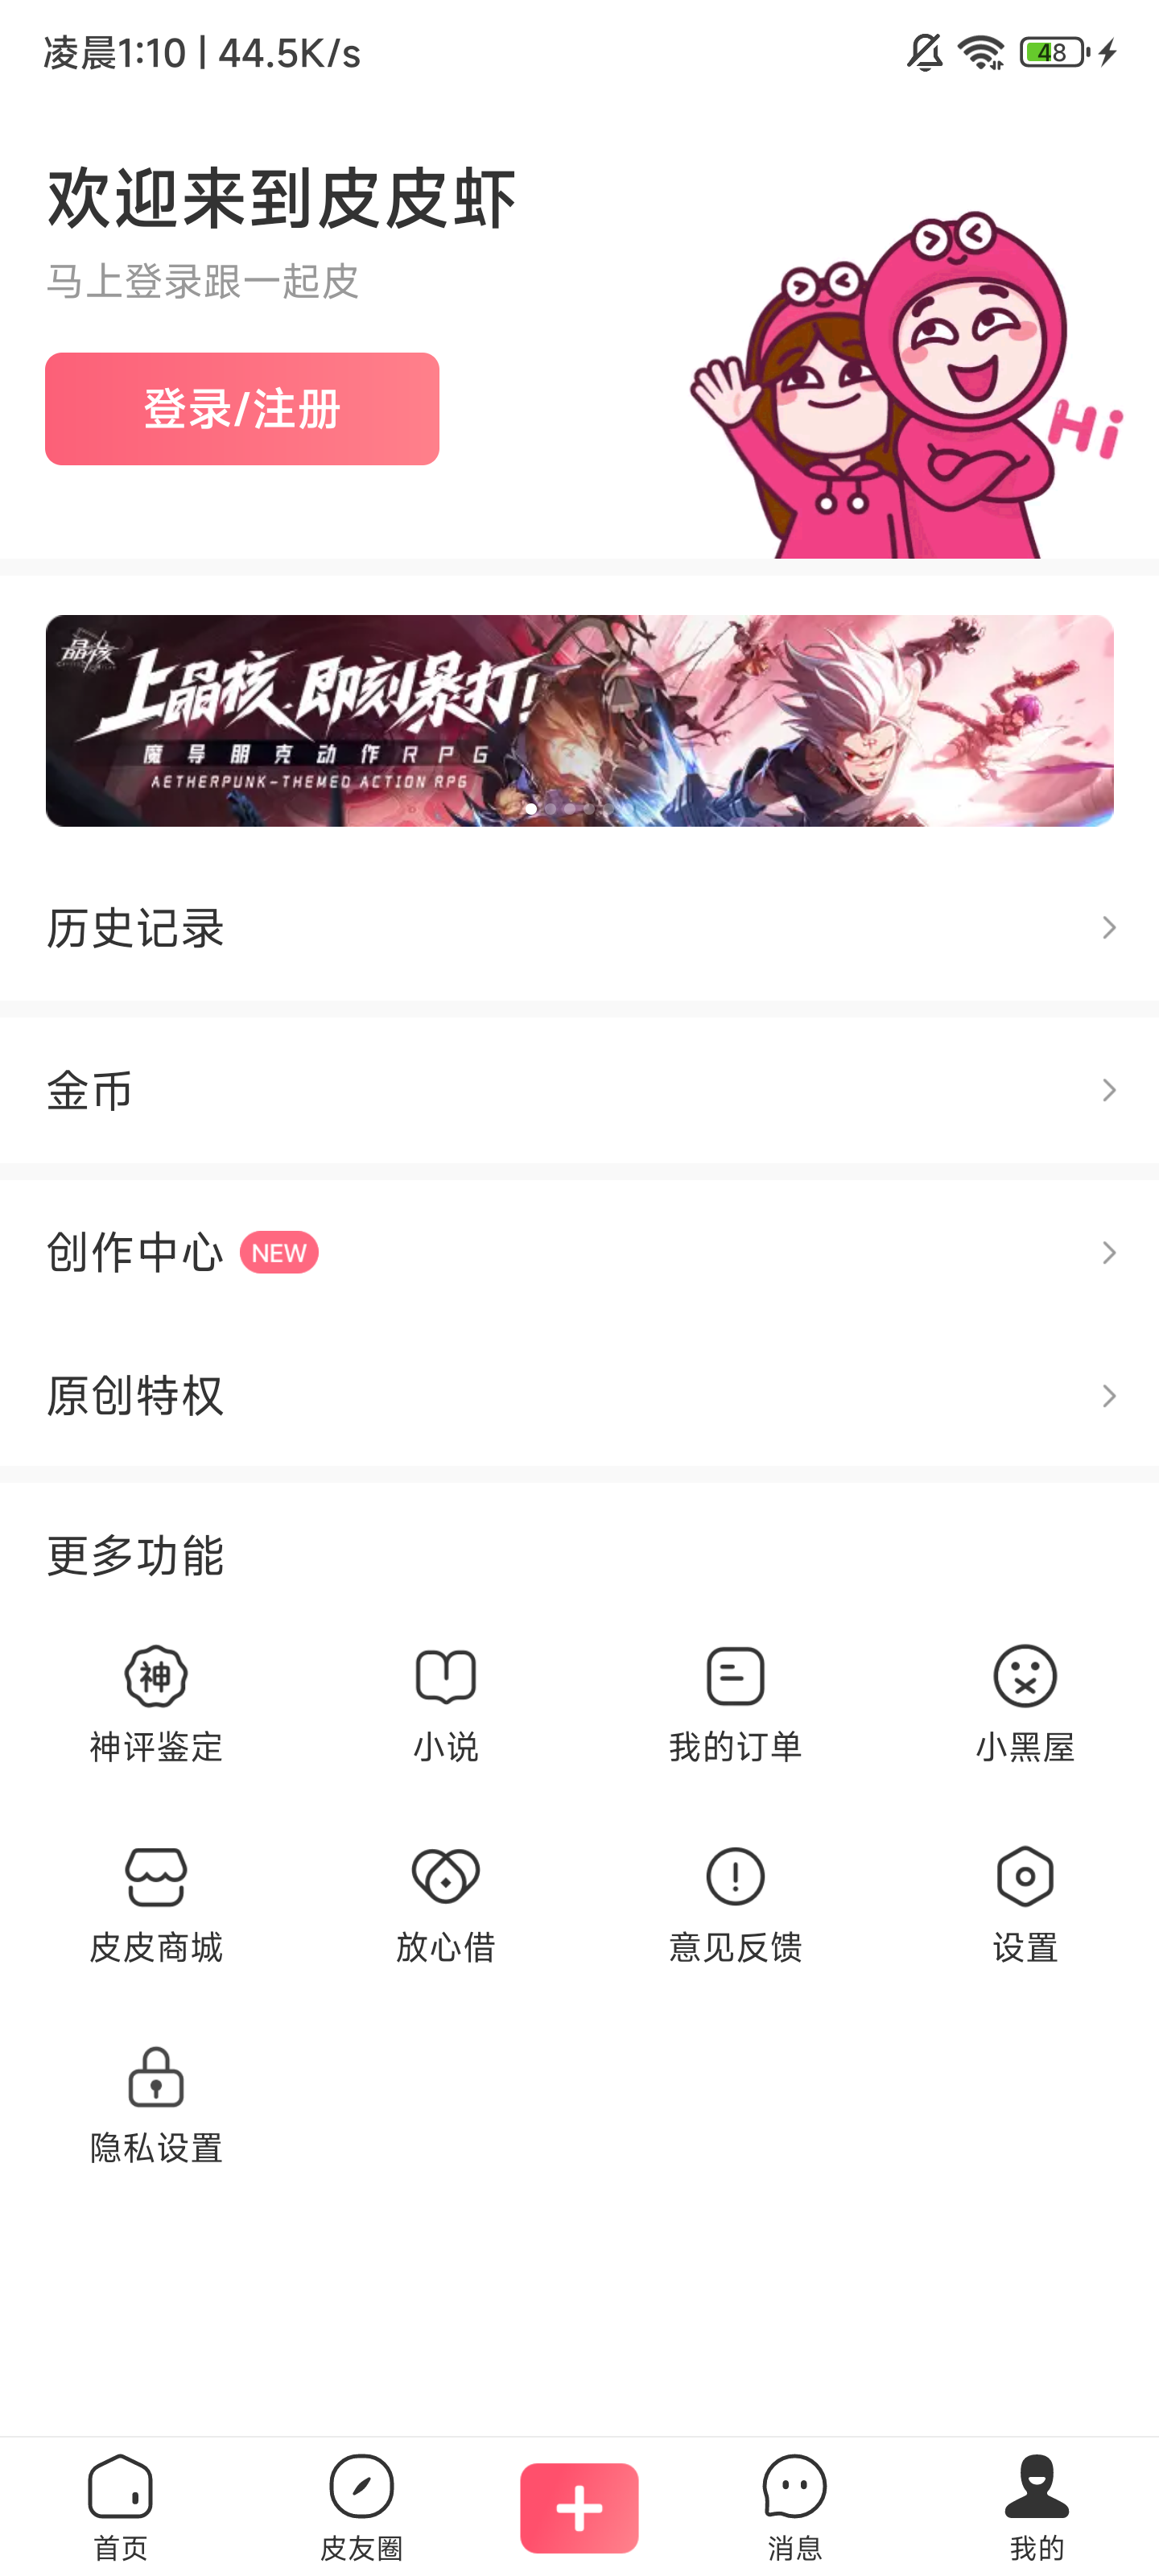 凌晨1:10 | 44.5K/s
48
欢迎来到皮皮虾
马上登录跟一起皮
登录/注册
Hi
晶核
上晶核,即刻暴打!
魔导朋克动作RPG
AETHERPUNK-THEMED ACTION RPG
历史记录
金币
创作中心 NEW
原创特权
更多功能
神
神评鉴定 小说 我的订单 小黑屋
皮皮商城 放心借 意见反馈 设置
隐私设置
首页 皮友圈 消息 我的